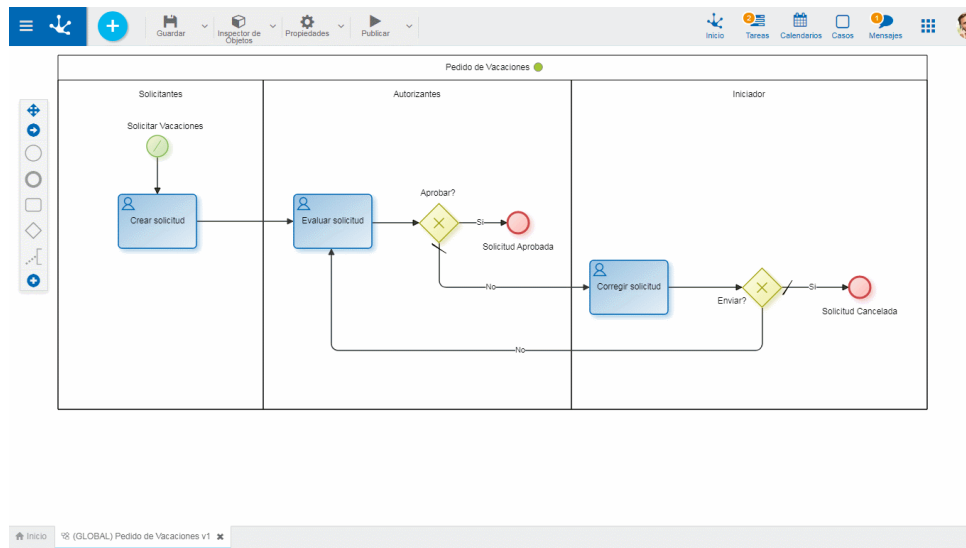 Guardar
Inspector de
Objetos
Propiedades
Publicar
Inicio
2
Tareas
Calendarios
Casos
1
Mensajes
Pedido de Vacaciones
Solicitantes
Autorizantes
Iniciador
Solicitar Vacaciones
Crear solicitud
Evaluar solicitud
Aprobar?
Si
Solicitud Aprobada
No
Corregir solicitud
Enviar?
Si
Solicitud Cancelada
No
Inicio
(GLOBAL) Pedido de Vacaciones v1